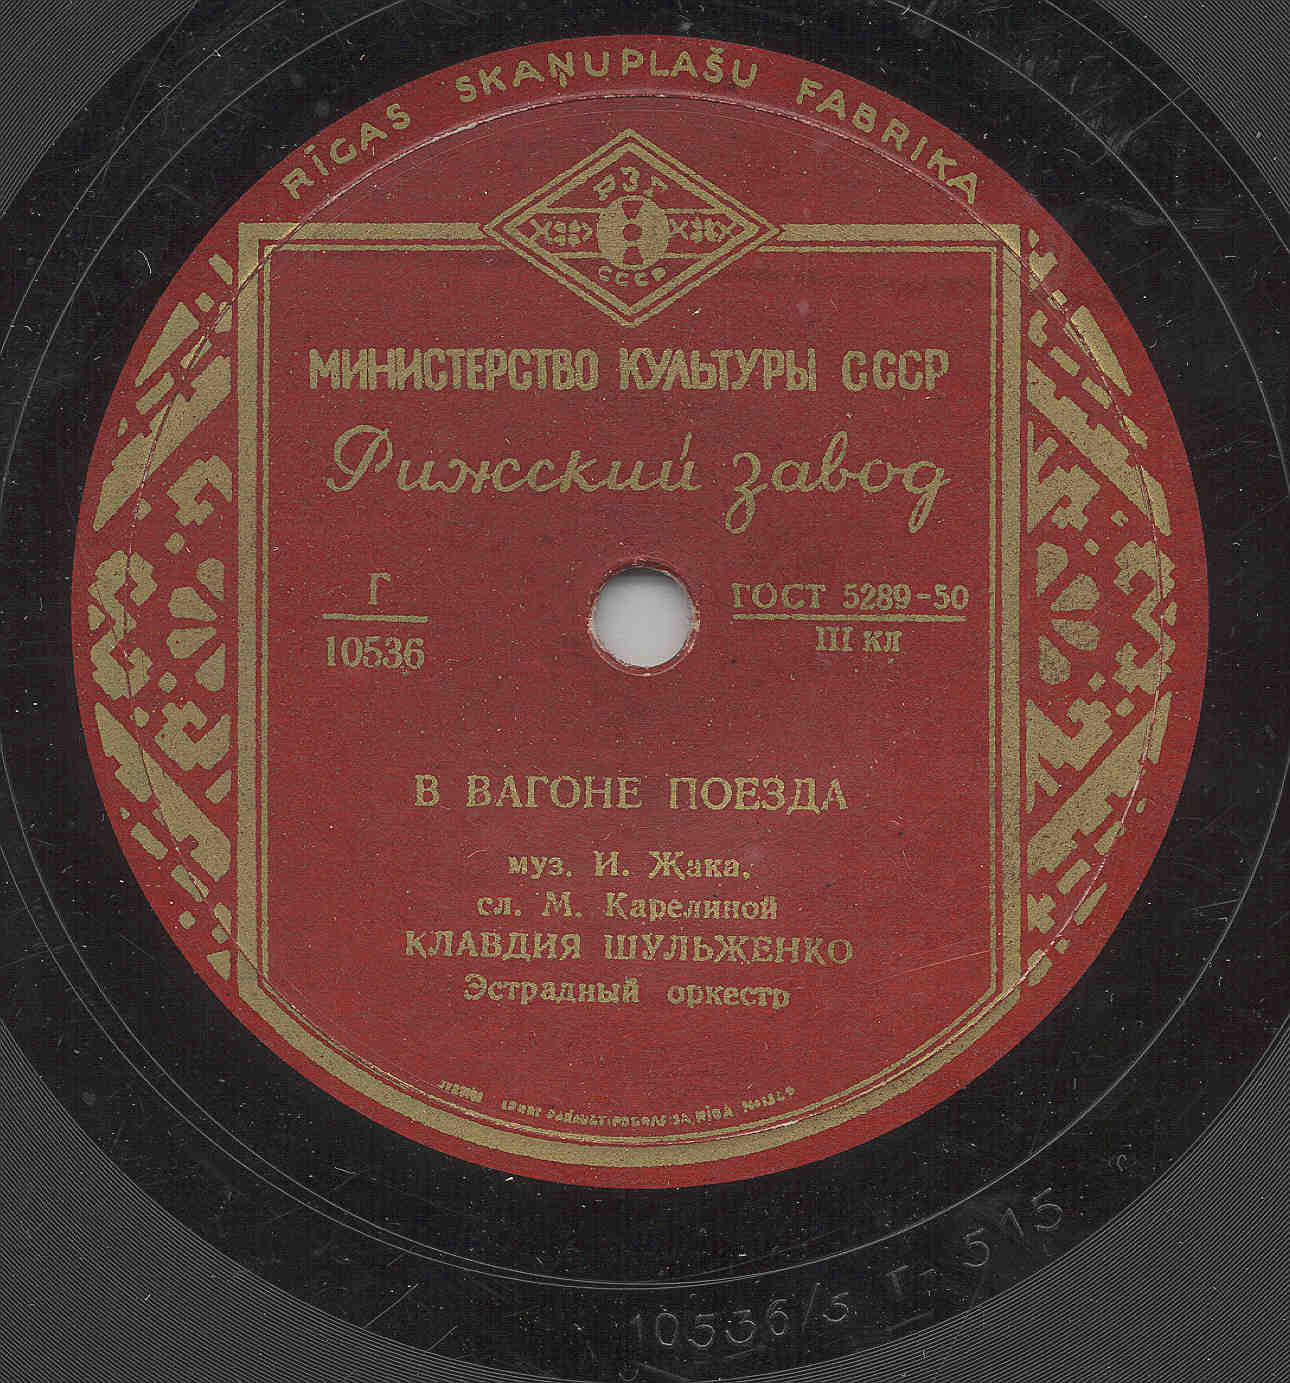 RĪGAS SKAŅUPLAŠU FABRIKA
РЗГ
СССР
МИНИСТЕРСТВО КУЛЬТУРЫ СССР
Рижский завод
Г
10536
ГОСТ 5289-50
III кл
В ВАГОНЕ ПОЕЗДА
муз. И. Жака,
сл. М. Карелиной
КЛАВДИЯ ШУЛЬЖЕНКО
Эстрадный оркестр
RĪGĀ
10536/3 Г- 515